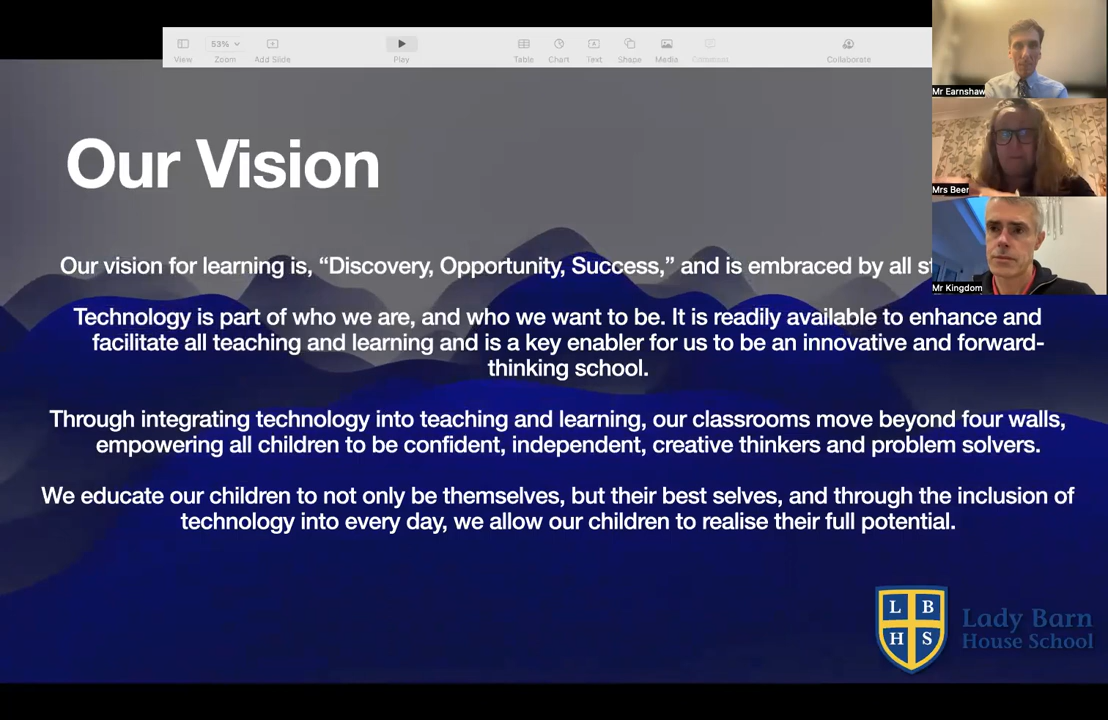 53%
View
Zoom
Add Slide
Play
Table
Chart
Text
Shape
Media
Comment
Collaborate
Mr Earnshaw
Mrs Beer
Mr Kingdom
Our Vision
Our vision for learning is, “Discovery, Opportunity, Success,” and is embraced by all
Technology is part of who we are, and who we want to be. It is readily available to enhance and
facilitate all teaching and learning and is a key enabler for us to be an innovative and forward-
thinking school.
Through integrating technology into teaching and learning, our classrooms move beyond four walls,
empowering all children to be confident, independent, creative thinkers and problem solvers.
We educate our children to not only be themselves, but their best selves, and through the inclusion of
technology into every day, we allow our children to realise their full potential.
L B
H S
Lady Barn
House School